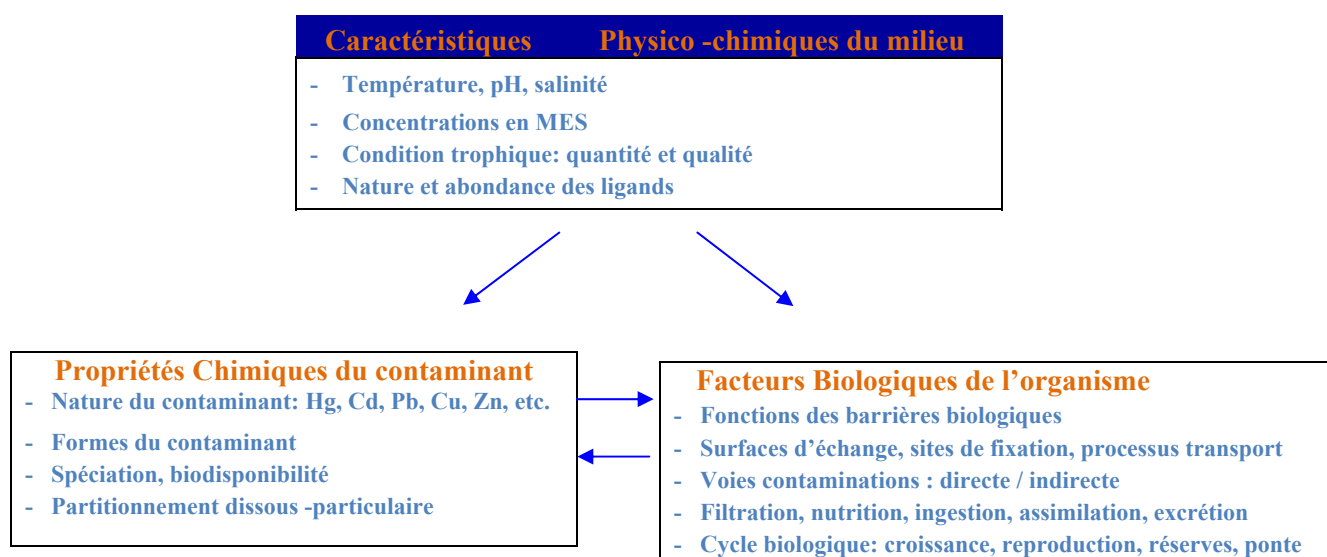 Caractéristiques Physico -chimiques du milieu
- Température, pH, salinité
- Concentrations en MES
- Condition trophique: quantité et qualité
- Nature et abondance des ligands
Propriétés Chimiques du contaminant
- Nature du contaminant: Hg, Cd, Pb, Cu, Zn, etc.
- Formes du contaminant
- Spéciation, biodisponibilité
- Partitionnement dissous -particulaire
Facteurs Biologiques de l’organisme
- Fonctions des barrières biologiques
- Surfaces d’échange, sites de fixation, processus transport
- Voies contaminations : directe / indirecte
- Filtration, nutrition, ingestion, assimilation, excrétion
- Cycle biologique: croissance, reproduction, réserves, ponte